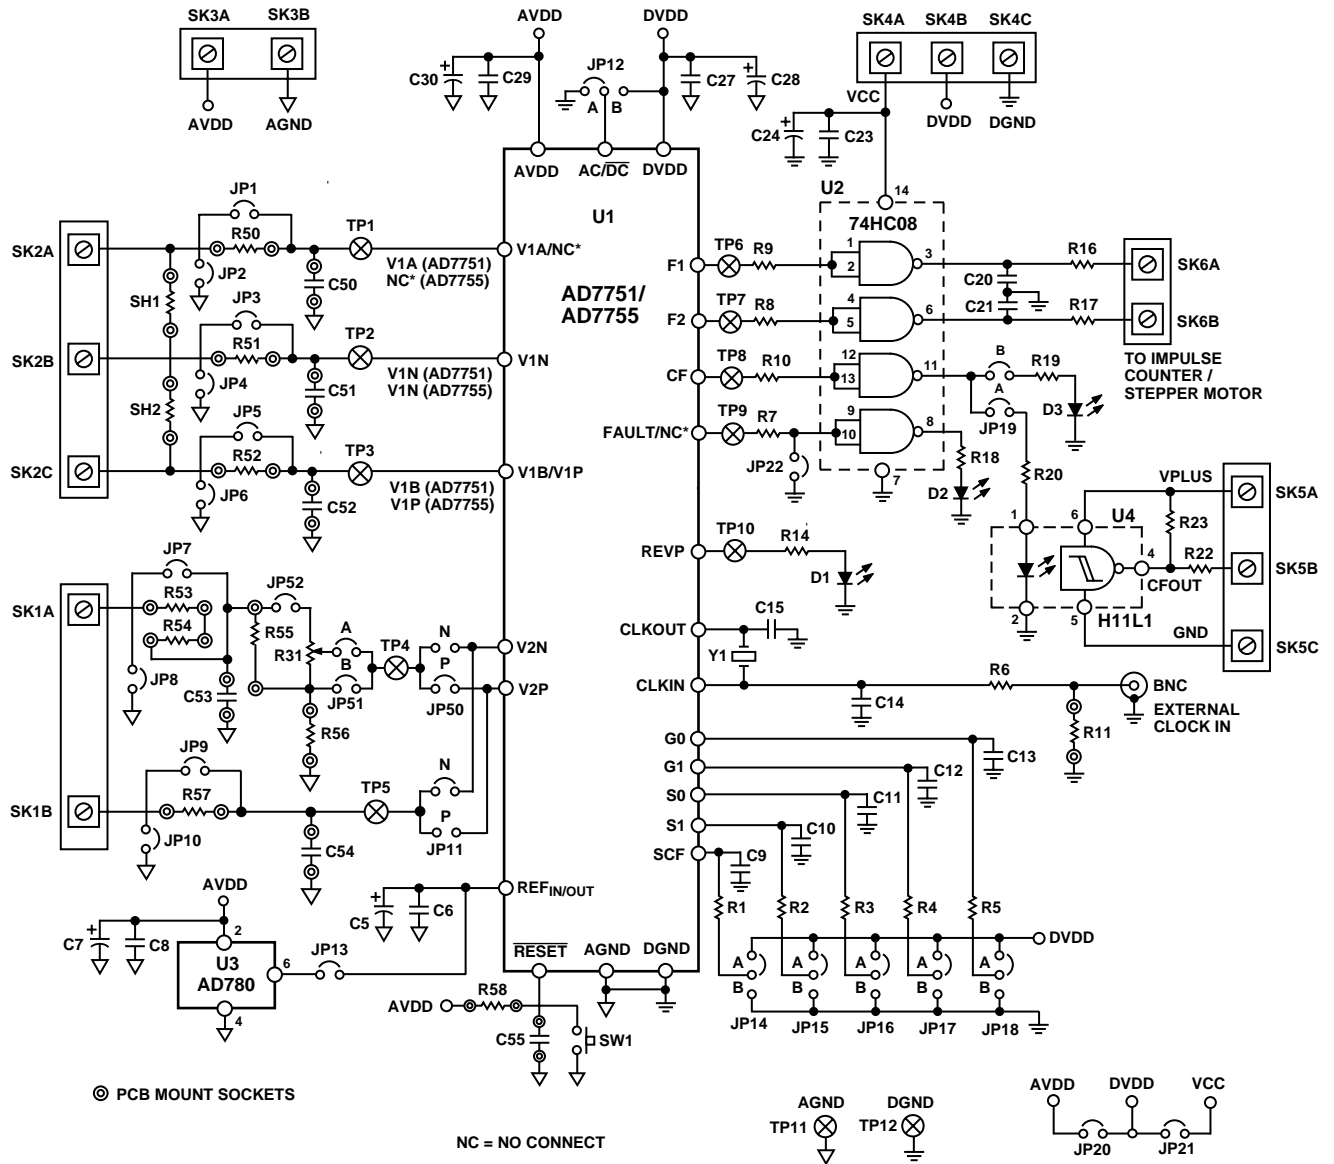 SK3A SK3B
AVDD AGND
AVDD
DVDD
C30 C29
JP12
A B
C27 C28
SK4A SK4B SK4C
VCC
DVDD DGND
C24 C23
AVDD AC/DC DVDD
U1
AD7751/
AD7755
U2
14
74HC08
SK2A
JP1
R50
TP1
V1A/NC*
V1A (AD7751)
NC* (AD7755)
JP2
C50
SH1
SK2B
JP3
R51
TP2
V1N
V1N (AD7751)
V1N (AD7755)
JP4
C51
SH2
SK2C
JP5
R52
TP3
V1B/V1P
V1B (AD7751)
V1P (AD7755)
JP6
C52
F1
TP6
R9
1
2
3
F2
TP7
R8
4
5
6
CF
TP8
R10
12
13
11
FAULT/NC*
TP9
R7
9
10
8
JP22
7
C20
C21
R16
R17
SK6A
SK6B
TO IMPULSE
COUNTER /
STEPPER MOTOR
B
A
JP19
R19
D3
R18
D2
R20
VPLUS
SK5A
1
6
U4
R23
4
R22
CFOUT
SK5B
2
5
H11L1
GND
SK5C
REVP
TP10
R14
D1
CLKOUT
C15
Y1
CLKIN
C14
R6
R11
BNC
EXTERNAL
CLOCK IN
SK1A
JP7
R53
R54
JP8
C53
JP52
R55
R31
A
B
JP51
R56
TP4
N
P
JP50
V2N
V2P
SK1B
JP9
R57
JP10
C54
TP5
N
P
JP11
G0
C13
G1
C12
S0
C11
S1
C10
SCF
C9
REFIN/OUT
C5 C6
AVDD
C7 C8
2
U3
AD780
6
4
JP13
RESET AGND DGND
AVDD
R58
C55
SW1
R1 R2 R3 R4 R5
DVDD
A A A A A
B B B B B
JP14 JP15 JP16 JP17 JP18
PCB MOUNT SOCKETS
NC = NO CONNECT
AGND
TP11
DGND
TP12
AVDD DVDD VCC
JP20 JP21